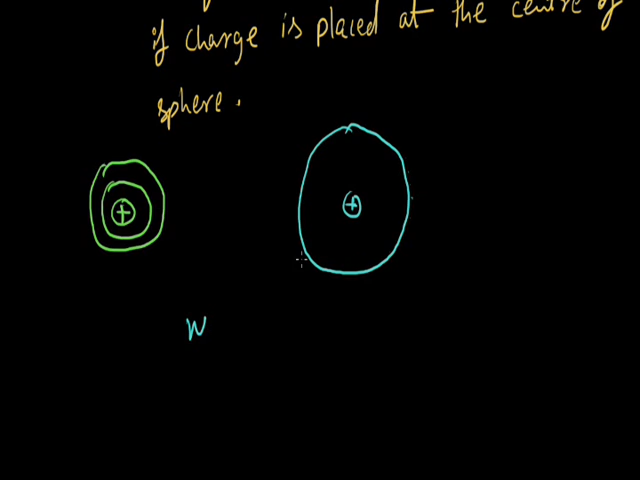 if charge is placed at the centre of
sphere.
+
+
W